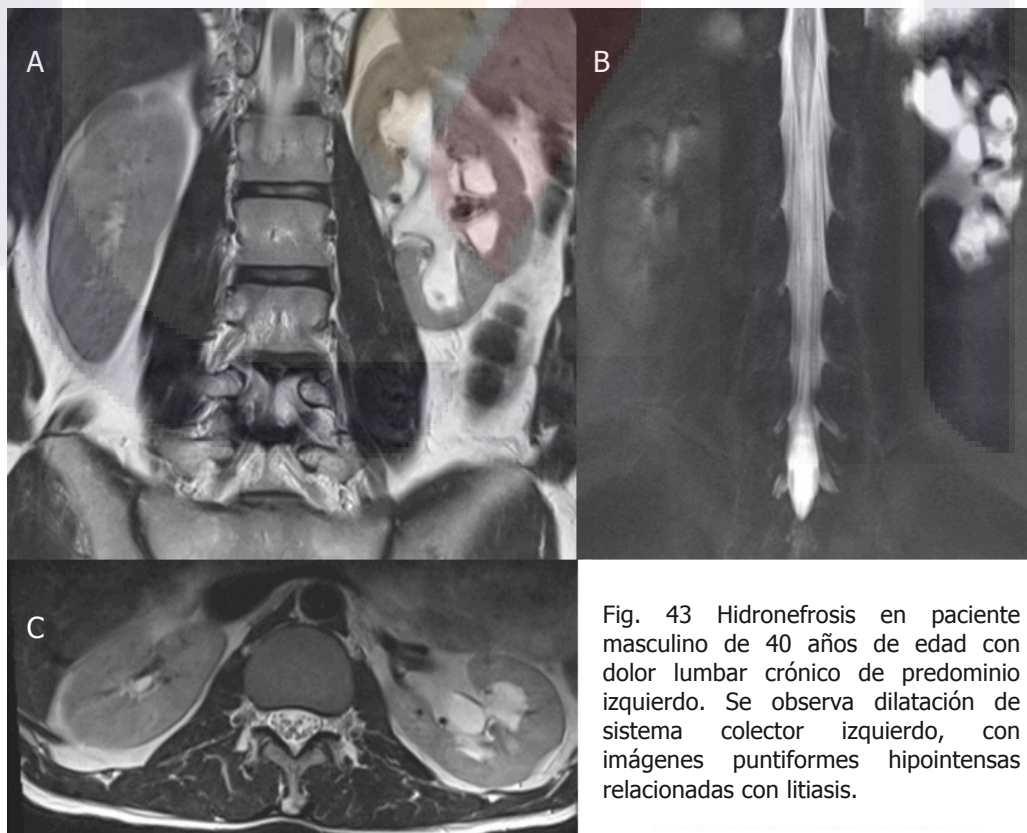 A
B
C
Fig. 43 Hidronefrosis en paciente
masculino de 40 años de edad con
dolor lumbar crónico de predominio
izquierdo. Se observa dilatación de
sistema colector izquierdo, con
imágenes puntiformes hipointensas
relacionadas con litiasis.